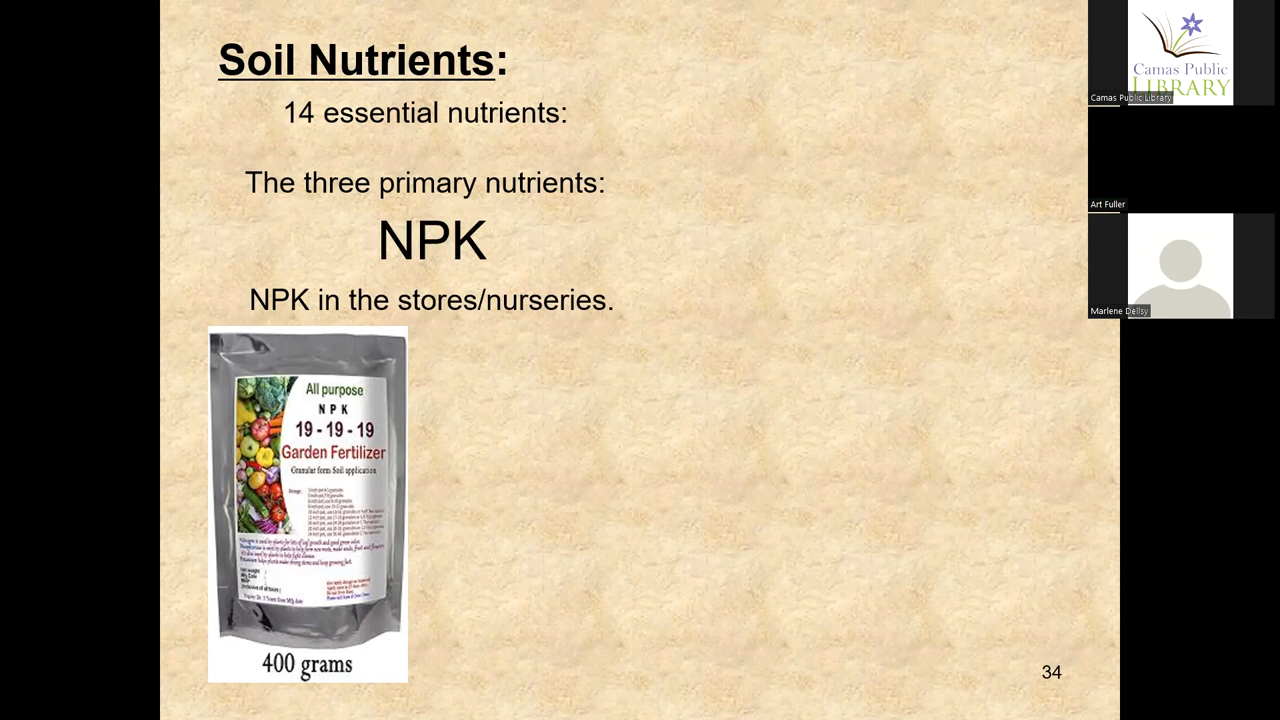 Soil Nutrients:
14 essential nutrients:
The three primary nutrients:
NPK
NPK in the stores/nurseries.
All purpose
N P K
19 - 19 - 19
Garden Fertilizer
Granular form Soil application
400 grams
34
Camas Public
LIBRARY
Camas Public Library
Art Fuller
Marlene Dellsy